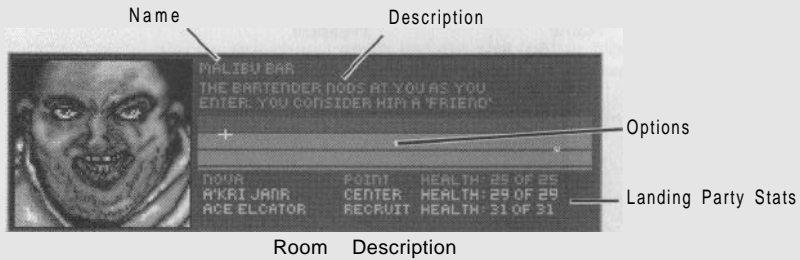 Name
Description
MALIBU BAR
THE BARTENDER NODS AT YOU AS YOU
ENTER. YOU CONSIDER HIM A 'FRIEND'
Options
NOVA POINT HEALTH: 25 OF 25
A'KRI JANR CENTER HEALTH: 29 OF 29
ACE ELCATOR RECRUIT HEALTH: 31 OF 31
Landing Party Stats
Room Description